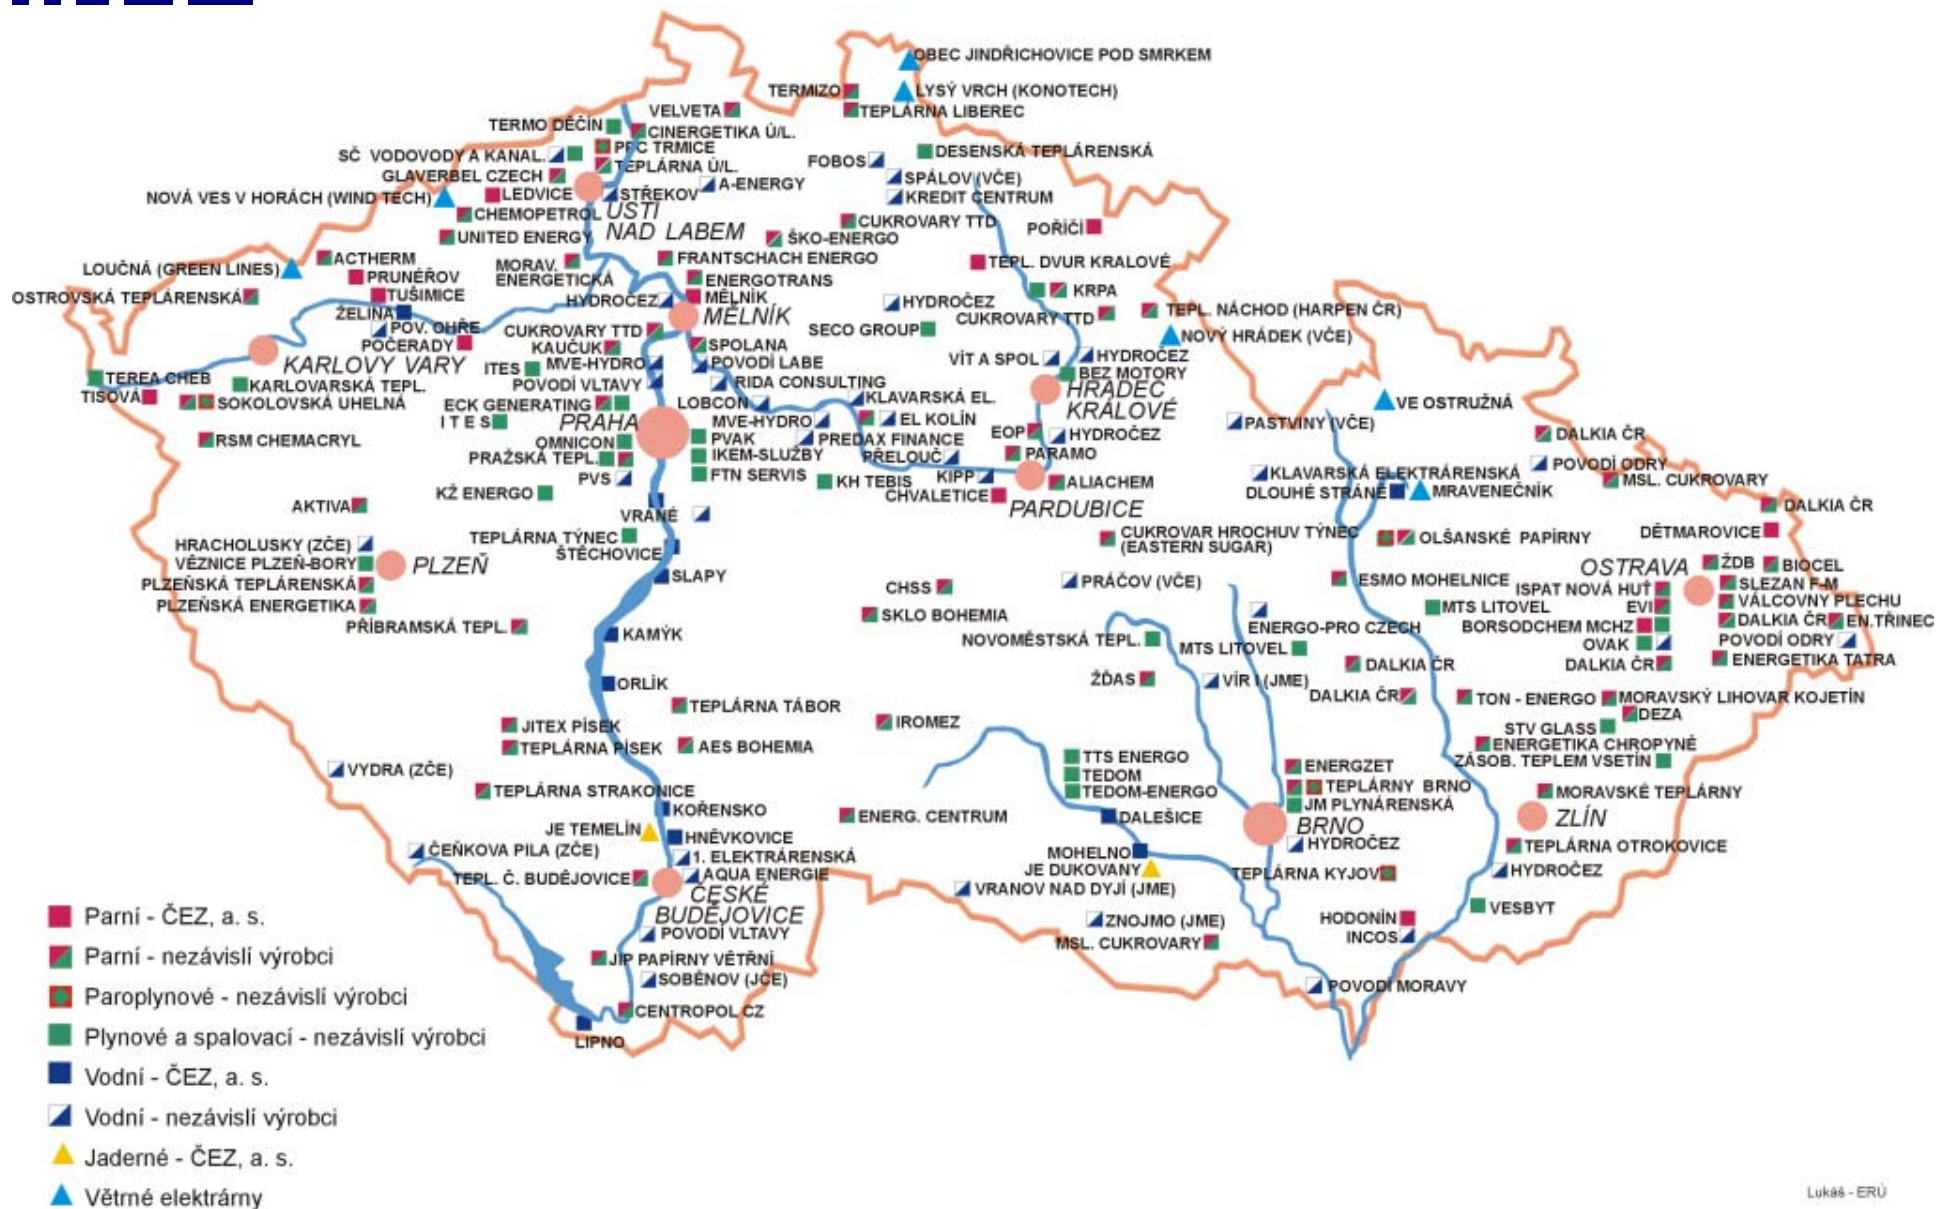 OBEC JINDŘICHOVICE POD SMRKEM
TERMIZO
LYSÝ VRCH (KONOTECH)
VELVETA
TEPLÁRNA LIBEREC
TERMO DĚČÍN
CINERGETIKA Ú/L.
PPC TRMICE
SČ VODOVODY A KANAL.
FOBOS
DESENSKÁ TEPLÁRENSKÁ
TEPLÁRNA Ú/L.
GLAVERBEL CZECH
A-ENERGY
SPÁLOV (VČE)
NOVÁ VES V HORÁCH (WIND TECH)
LEDVICE
STŘEKOV
KREDIT CENTRUM
CHEMOPETROL
ÚSTÍ
NAD LABEM
CUKROVARY TTD
POŘÍČÍ
UNITED ENERGY
ŠKO-ENERGO
ACTHERM
FRANTSCHACH ENERGO
LOUČNÁ (GREEN LINES)
MORAV.
ENERGETICKÁ
TEPL. DVUR KRALOVÉ
PRUNÉŘOV
ENERGOTRANS
OSTROVSKÁ TEPLÁRENSKÁ
TUŠIMICE
HYDROČEZ
MĚLNÍK
HYDROČEZ
KRPA
ŽELINA
MĚLNÍK
CUKROVARY TTD
TEPL. NÁCHOD (HARPEN ČR)
POV. OHŘE
CUKROVARY TTD
SECO GROUP
NOVÝ HRÁDEK (VČE)
POČERADY
KAUČUK
SPOLANA
KARLOVY VARY
ITES
MVE-HYDRO
POVODÍ LABE
VÍT A SPOL
HYDROČEZ
TEREA CHEB
KARLOVARSKÁ TEPL.
POVODÍ VLTAVY
RIDA CONSULTING
BEZ MOTORY
TISOVÁ
SOKOLOVSKÁ UHELNÁ
ECK GENERATING
LOBCON
KLAVARSKÁ EL.
HRADEC
KRÁLOVÉ
VE OSTRUŽNÁ
ITES
PRAHA
MVE-HYDRO
EL KOLÍN
PASTVINY (VČE)
RSM CHEMACRYL
OMNICON
PVAK
PREDAX FINANCE
EOP
HYDROČEZ
DALKIA ČR
PRAŽSKÁ TEPL.
IKEM-SLUŽBY
PŘELOUČ
PARAMO
POVODÍ ODRY
PVS
FTN SERVIS
KH TEBIS
KIPP
ALIACHEM
KLAVARSKÁ ELEKTRÁRENSKÁ
MSL. CUKROVARY
KŽ ENERGO
CHVALETICE
DLOUHÉ STRÁNĚ
MRAVENEČNÍK
AKTIVA
VRANÉ
PARDUBICE
DALKIA ČR
HRACHOLUSKY (ZČE)
TEPLÁRNA TÝNEC
CUKROVAR HROCHUV TÝNEC
(EASTERN SUGAR)
OLŠANSKÉ PAPÍRNY
DĚTMAROVICE
ŠTĚCHOVICE
VĚZNICE PLZEŇ-BORY
PLZEŇ
OSTRAVA
ŽDB
BIOCEL
PLZEŇSKÁ TEPLÁRENSKÁ
SLAPY
CHSS
PRÁČOV (VČE)
ESMO MOHELNICE
ISPAT NOVÁ HUŤ
SLEZAN F-M
PLZEŇSKÁ ENERGETIKA
SKLO BOHEMIA
MTS LITOVEL
EVI
VÁLCOVNY PLECHU
PŘÍBRAMSKÁ TEPL.
KAMÝK
ENERGO-PRO CZECH
BORSODCHEM MCHZ
DALKIA ČR
EN.TŘINEC
NOVOMĚSTSKÁ TEPL.
MTS LITOVEL
OVAK
POVODÍ ODRY
DALKIA ČR
DALKIA ČR
ENERGETIKA TATRA
ORLÍK
ŽĎAS
VÍR I (JME)
DALKIA ČR
TON - ENERGO
MORAVSKÝ LIHOVAR KOJETÍN
TEPLÁRNA TÁBOR
IROMEZ
DEZA
JITEX PÍSEK
STV GLASS
TEPLÁRNA PÍSEK
AES BOHEMIA
ENERGETIKA CHROPYNĚ
TTS ENERGO
ZÁSOB. TEPLEM VSETÍN
VYDRA (ZČE)
TEDOM
ENERGZET
TEPLÁRNA STRAKONICE
TEDOM-ENERGO
TEPLÁRNY BRNO
MORAVSKÉ TEPLÁRNY
KOŘENSKO
ENERG. CENTRUM
DALEŠICE
JM PLYNÁRENSKÁ
BRNO
ZLÍN
JE TEMELÍN
HNĚVKOVICE
HYDROČEZ
TEPLÁRNA OTROKOVICE
ČEŇKOVA PILA (ZČE)
1. ELEKTRÁRENSKÁ
MOHELNO
JE DUKOVANY
TEPLÁRNA KYJOV
HYDROČEZ
TEPL. Č. BUDĚJOVICE
AQUA ENERGIE
ČESKÉ
BUDĚJOVICE
VRANOV NAD DYJÍ (JME)
VESBYT
Parní - ČEZ, a. s.
ZNOJMO (JME)
HODONÍN
POVODÍ VLTAVY
MSL. CUKROVARY
INCOS
Parní - nezávislí výrobci
JIP PAPÍRNY VĚTŘNÍ
SOBĚNOV (JČE)
POVODÍ MORAVY
Paroplynové - nezávislí výrobci
CENTROPOL CZ
Plynové a spalovací - nezávislí výrobci
LIPNO
Vodní - ČEZ, a. s.
Vodní - nezávislí výrobci
Jaderné - ČEZ, a. s.
Větrné elektrárny
Lukáš - ERÚ